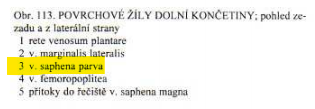 Obr. 113. POVRCHOVÉ ŽÍLY DOLNÍ KONČETINY; pohled ze-
zadu a z laterální strany
1 rete venosum plantare
2 v. marginalis lateralis
3 v. saphena parva
4 v. femoropoplitea
5 přítoky do řečiště v. saphena magna